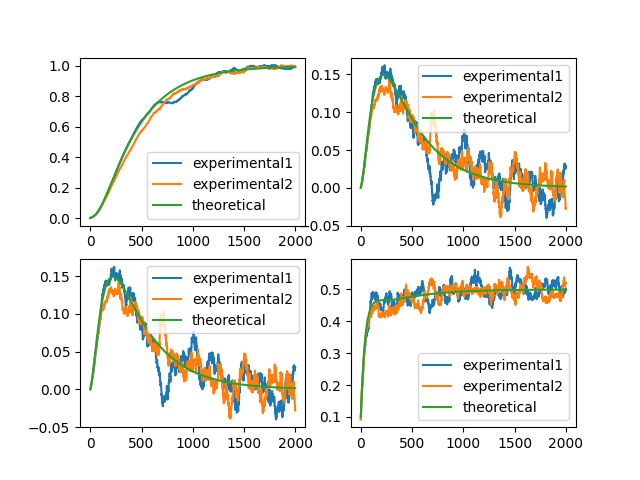 1.0
0.8
0.6
0.4
0.2
0.0
experimental1
experimental2
theoretical
0 500 1000 1500 2000
0.15
0.10
0.05
0.00
0.05
experimental1
experimental2
theoretical
0 500 1000 1500 2000
0.15
0.10
0.05
0.00
−0.05
experimental1
experimental2
theoretical
0 500 1000 1500 2000
0.5
0.4
0.3
0.2
0.1
experimental1
experimental2
theoretical
0 500 1000 1500 2000